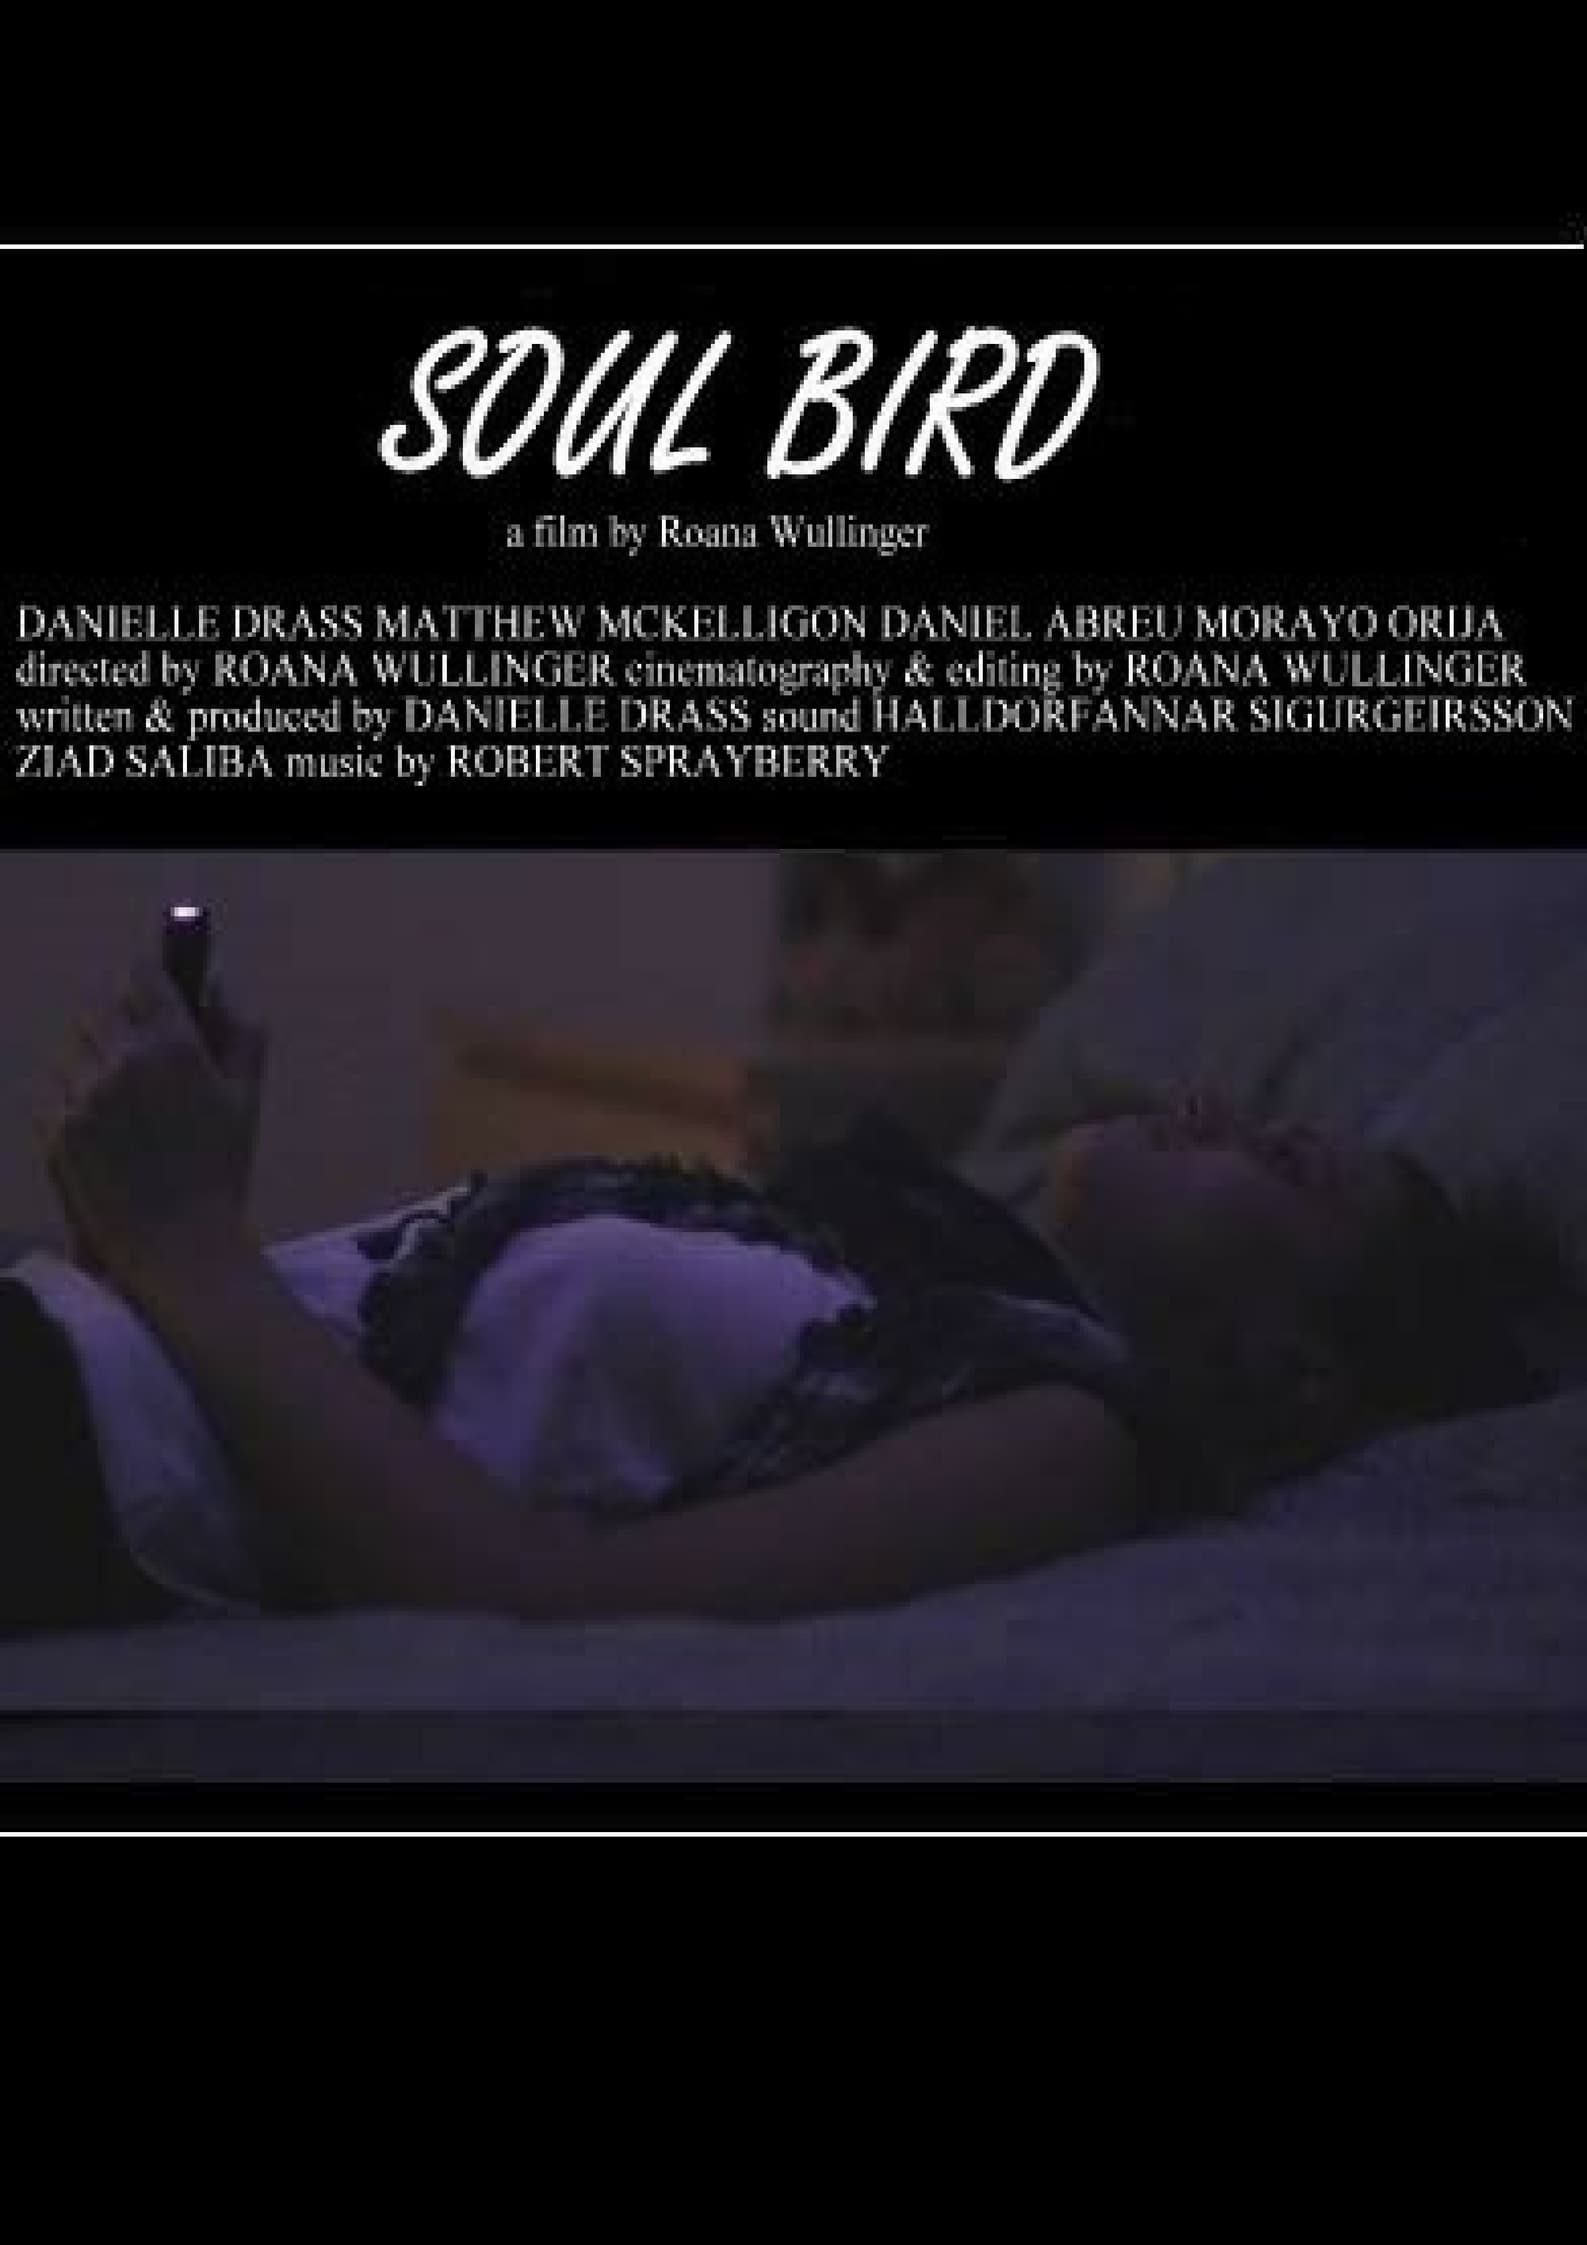 SOUL BIRD
a film by Roana Wullinger
DANIELLE DRASS MATTHEW MCKELLIGON DANIEL ABREU MORAYO ORIJA
directed by ROANA WULLINGER cinematography & editing by ROANA WULLINGER
written & produced by DANIELLE DRASS sound HALLDORFANNAR SIGURGEIRSSON
ZIAD SALIBA music by ROBERT SPRAYBERRY